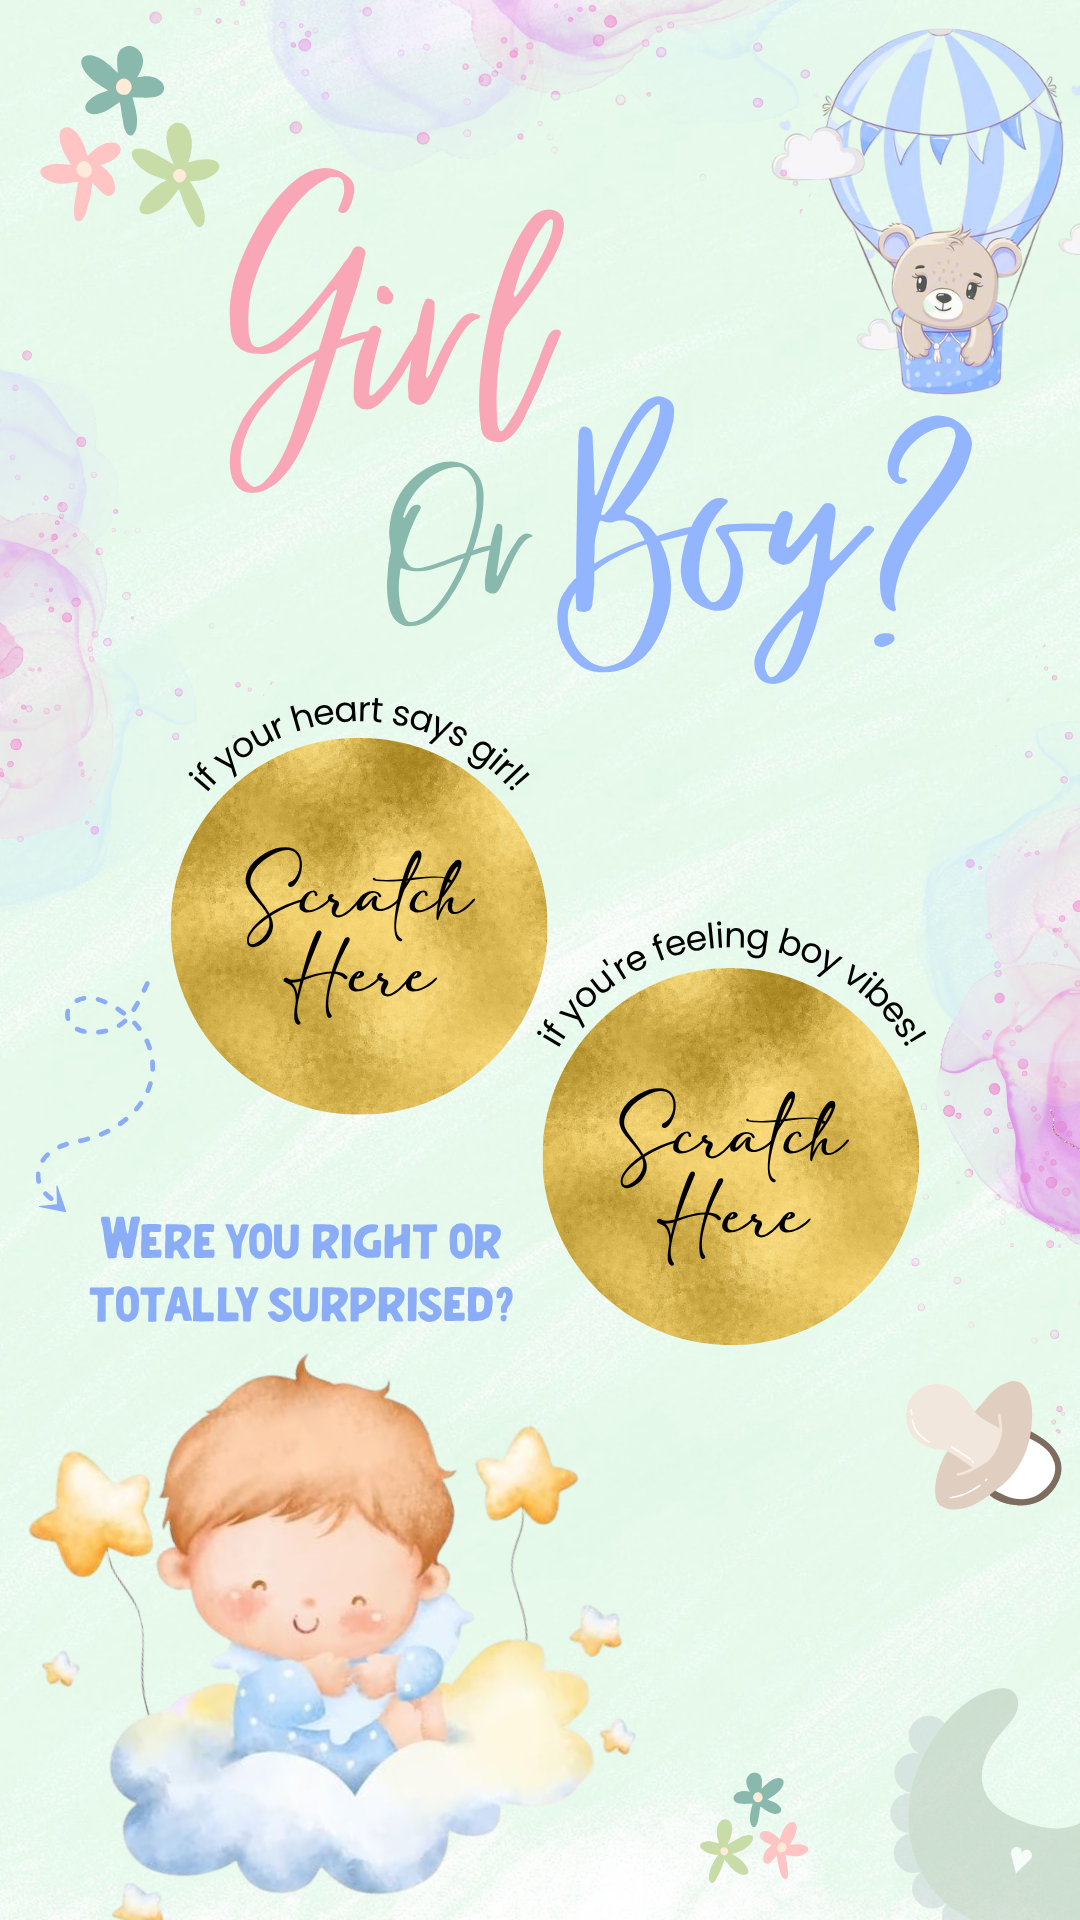 Girl
Or Boy?
if your heart says girl!
Scratch
Here
if you're feeling boy vibes!
Scratch
Here
WERE YOU RIGHT OR
TOTALLY SURPRISED?